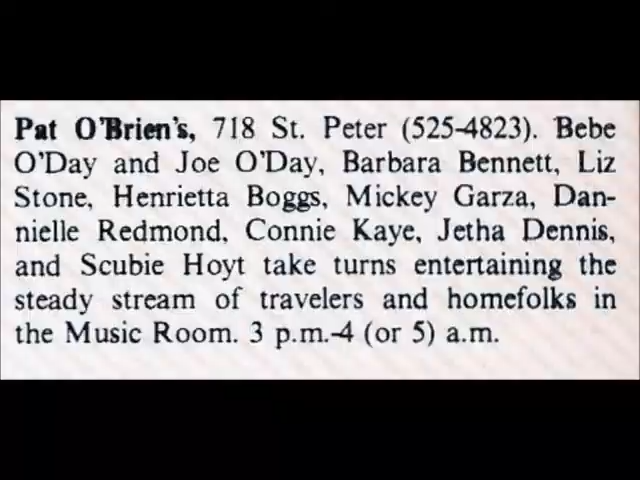 Pat O'Brien's, 718 St. Peter (525-4823). Bebe
O'Day and Joe O'Day, Barbara Bennett, Liz
Stone, Henrietta Boggs, Mickey Garza, Dan-
nielle Redmond, Connie Kaye, Jetha Dennis,
and Scubie Hoyt take turns entertaining the
steady stream of travelers and homefolks in
the Music Room. 3 p.m.-4 (or 5) a.m.